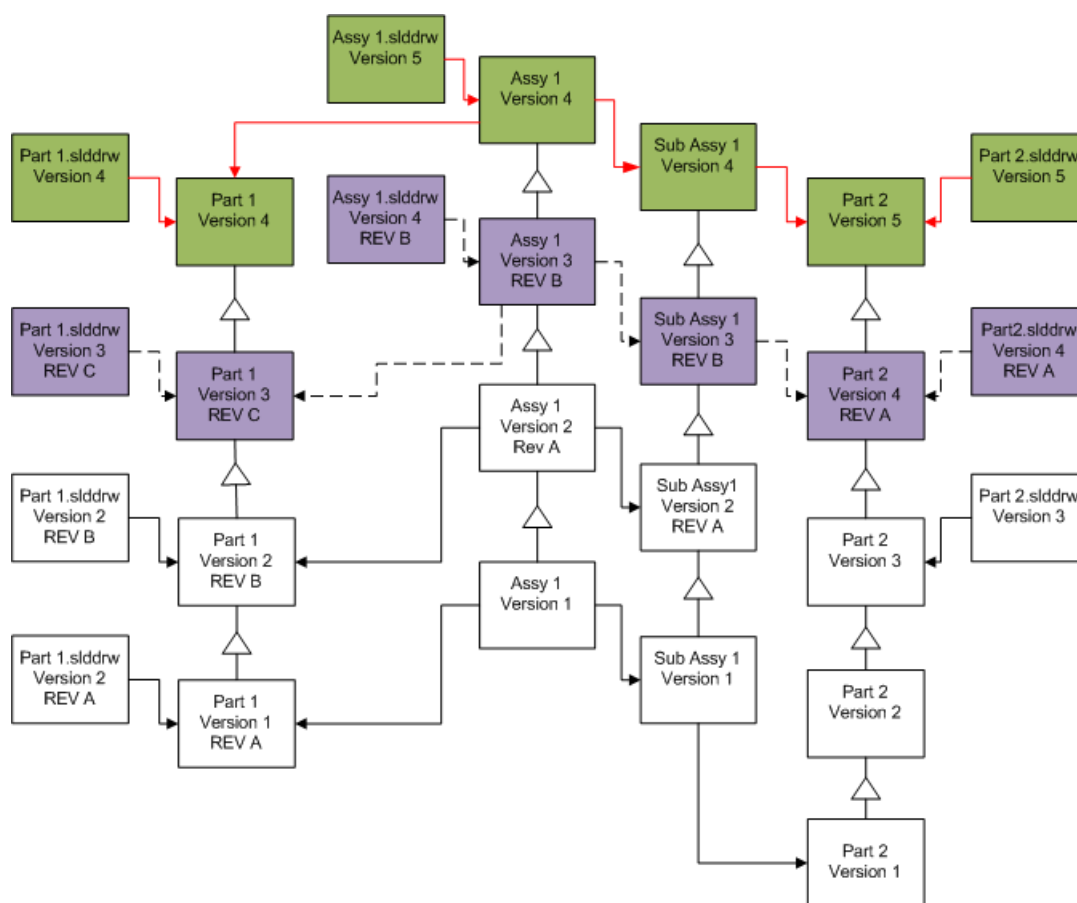 Assy 1.slddrw
Version 5
Assy 1
Version 4
Sub Assy 1
Version 4
Part 1.slddrw
Version 4
Part 2.slddrw
Version 5
Part 1
Version 4
Assy 1.slddrw
Version 4
REV B
Part 2
Version 5
Assy 1
Version 3
REV B
Part 1.slddrw
Version 3
REV C
Sub Assy 1
Version 3
REV B
Part2.slddrw
Version 4
REV A
Part 1
Version 3
REV C
Part 2
Version 4
REV A
Assy 1
Version 2
Rev A
Part 1.slddrw
Version 2
REV B
Sub Assy1
Version 2
REV A
Part 2.slddrw
Version 3
Part 1
Version 2
REV B
Part 2
Version 3
Assy 1
Version 1
Part 1.slddrw
Version 2
REV A
Sub Assy 1
Version 1
Part 1
Version 1
REV A
Part 2
Version 2
Part 2
Version 1